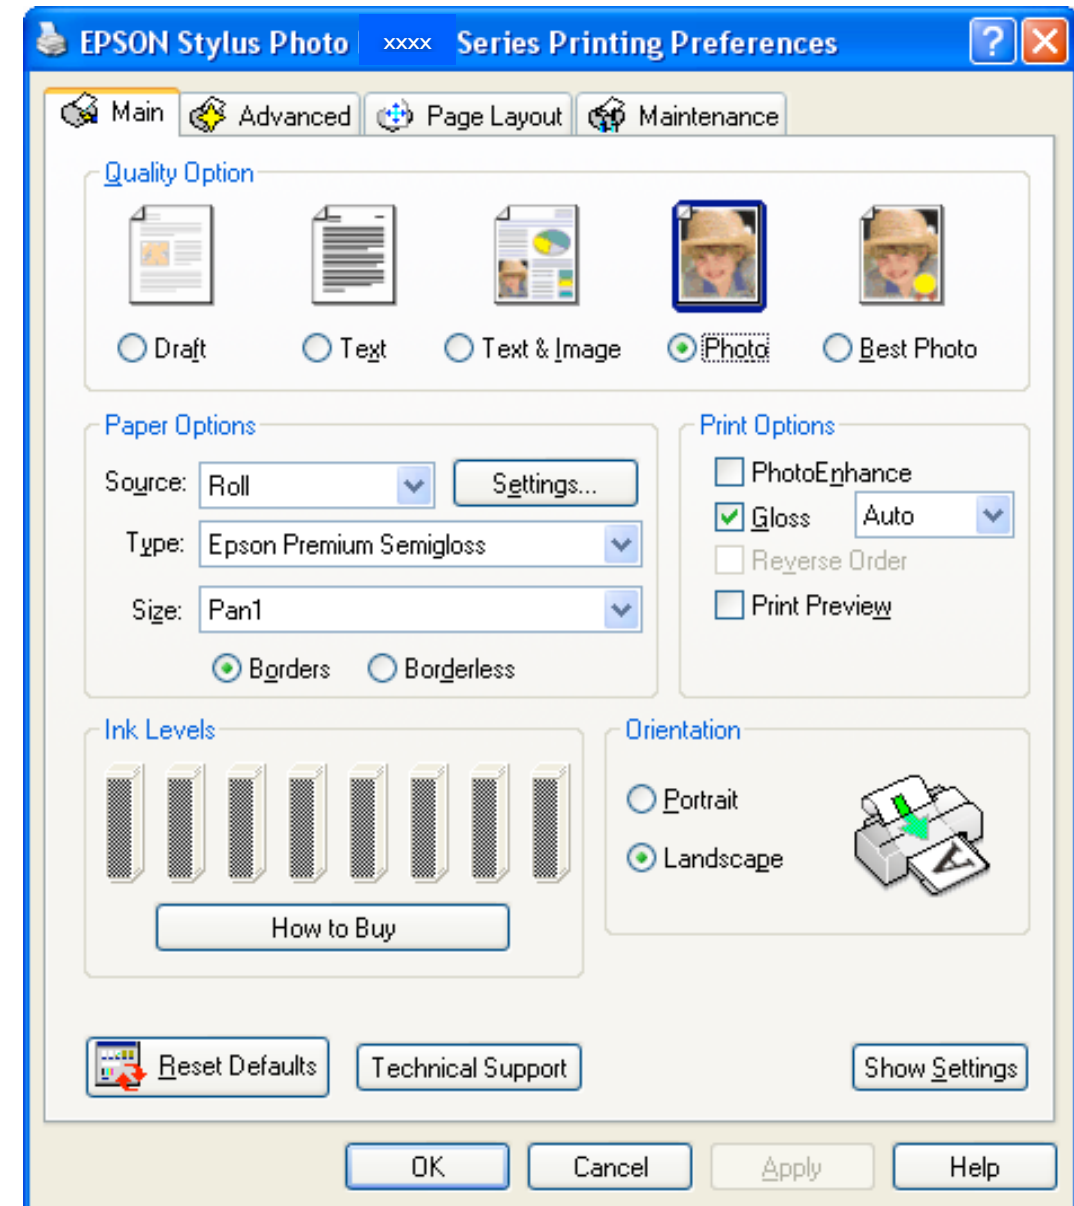 EPSON Stylus Photo xxxx Series Printing Preferences
Main Advanced Page Layout Maintenance
Quality Option
Draft Text Text & Image Photo Best Photo
Paper Options
Source: Roll Settings...
Type: Epson Premium Semigloss
Size: Pan1
Borders Borderless
Print Options
PhotoEnhance
Gloss Auto
Reverse Order
Print Preview
Ink Levels
How to Buy
Orientation
Portrait
Landscape
A
Reset Defaults Technical Support Show Settings
OK Cancel Apply Help